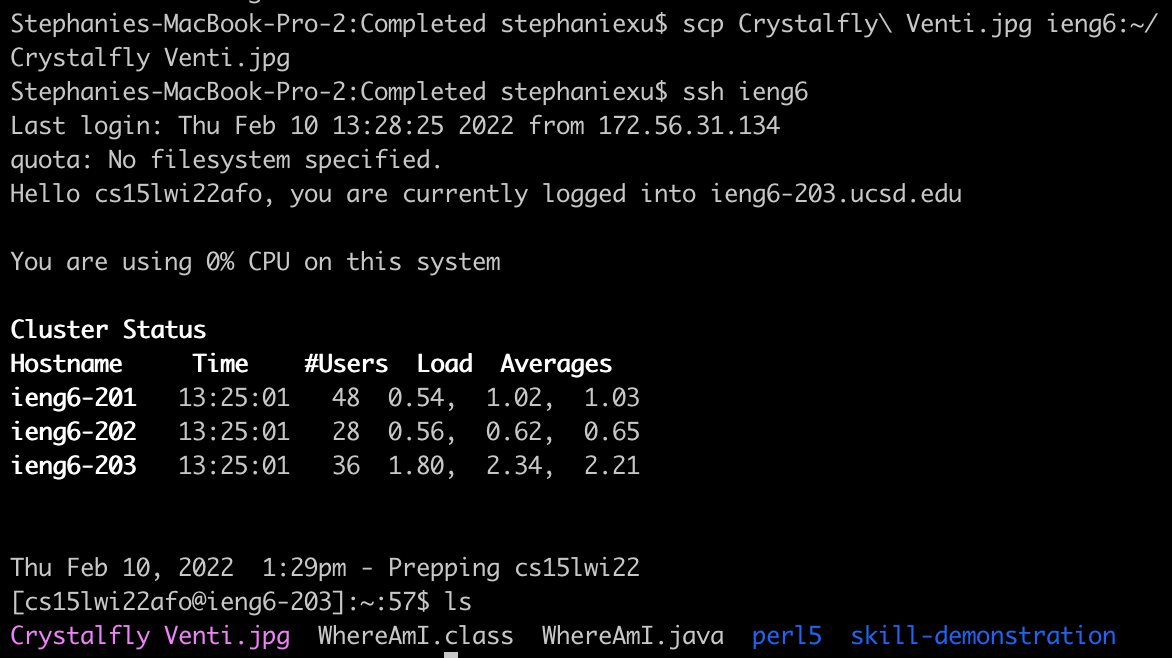 Stephanies-MacBook-Pro-2:Completed stephaniexu$ scp Crystalfly\ Venti.jpg ieng6:~/
Crystalfly Venti.jpg
Stephanies-MacBook-Pro-2:Completed stephaniexu$ ssh ieng6
Last login: Thu Feb 10 13:28:25 2022 from 172.56.31.134
quota: No filesystem specified.
Hello cs15lwi22afo, you are currently logged into ieng6-203.ucsd.edu
You are using 0% CPU on this system
Cluster Status
Hostname     Time    #Users  Load  Averages
ieng6-201   13:25:01   48  0.54,  1.02,  1.03
ieng6-202   13:25:01   28  0.56,  0.62,  0.65
ieng6-203   13:25:01   36  1.80,  2.34,  2.21
Thu Feb 10, 2022  1:29pm - Prepping cs15lwi22
[cs15lwi22afo@ieng6-203]:~:57$ ls
Crystalfly Venti.jpg  WhereAmI.class  WhereAmI.java  perl5  skill-demonstration